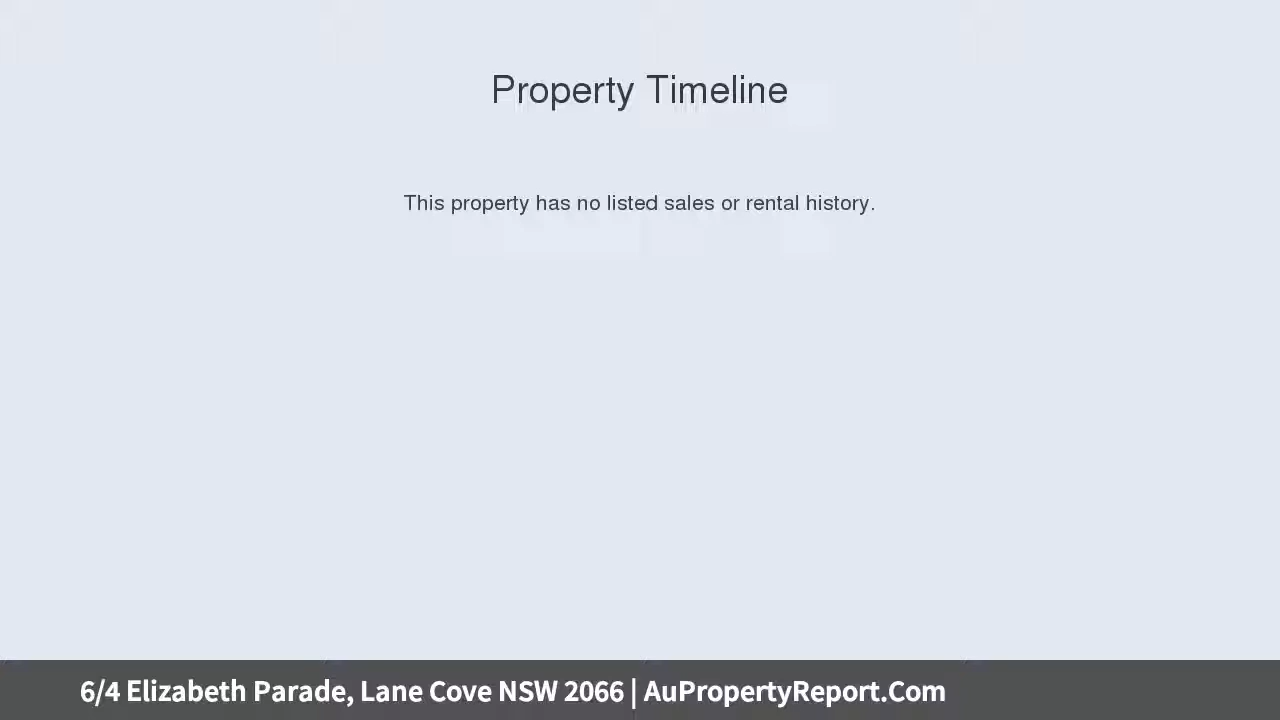 Property Timeline
This property has no listed sales or rental history.
6/4 Elizabeth Parade, Lane Cove NSW 2066 | AuPropertyReport.Com